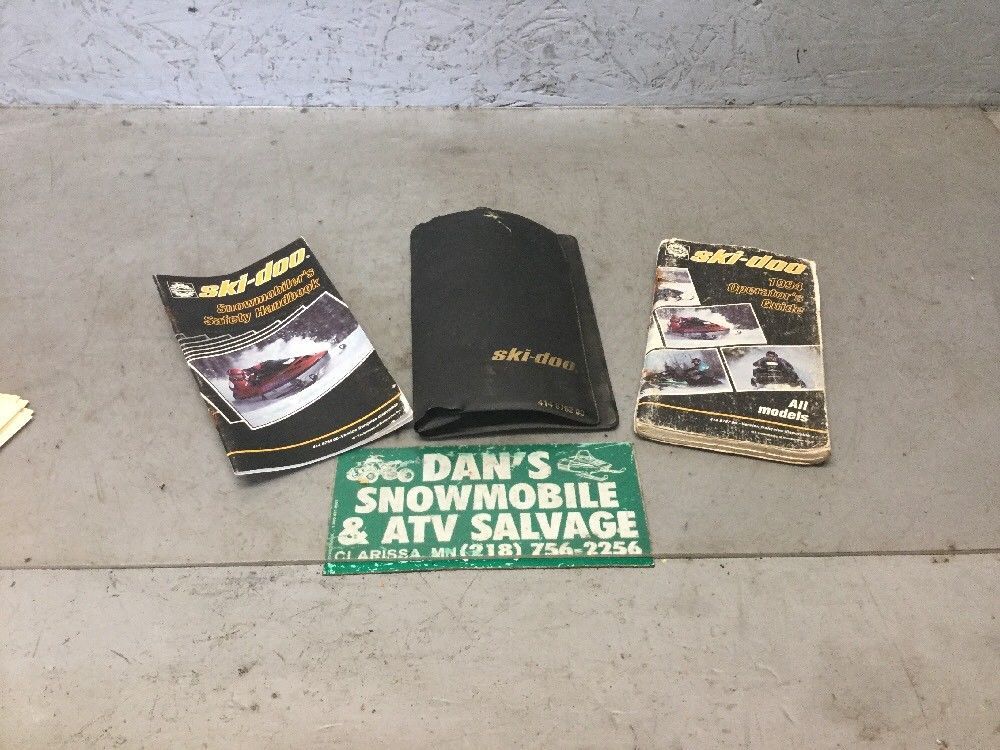 ski-doo.
Snowmobiler's
Safety Handbook
ski-doo.
ski-doo
1994
Operator's
Guide
All
models
DAN'S
SNOWMOBILE
& ATV SALVAGE
CLARISSA, MN (218) 756-2256